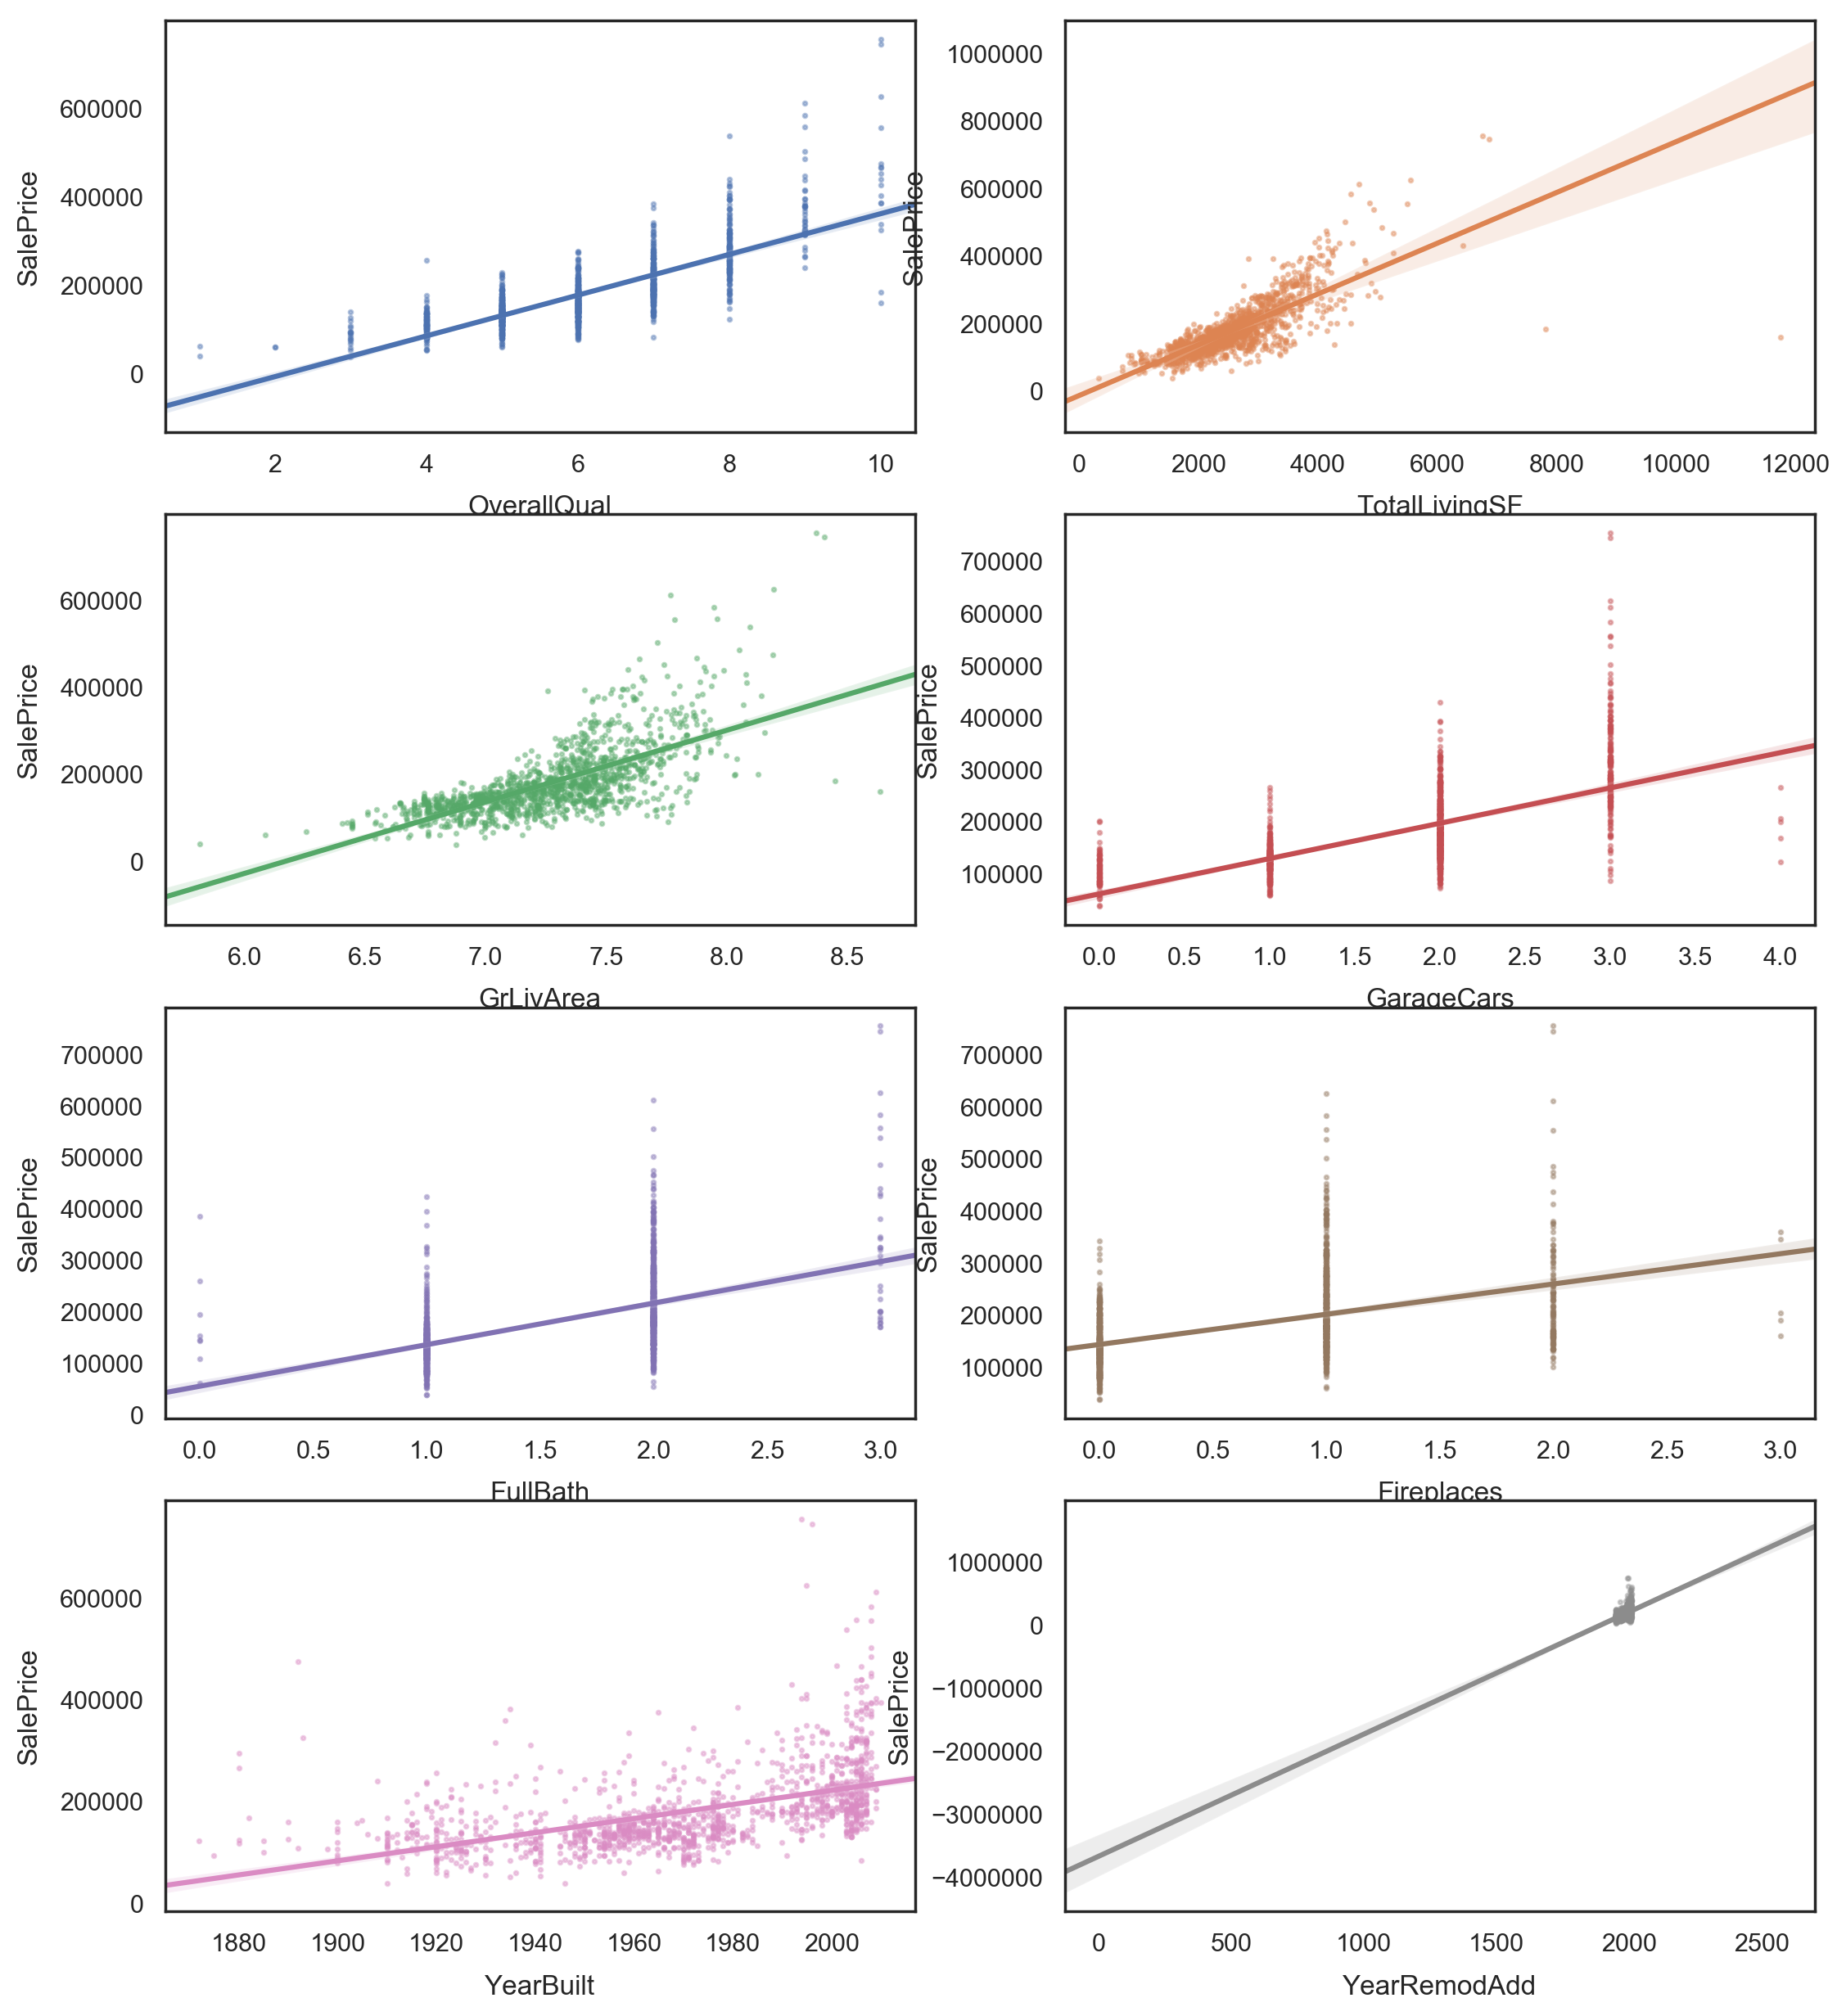 SalePrice
600000
400000
200000
0
2 4 6 8 10
OverallQual
SalePrice
1000000
800000
600000
400000
200000
0
0 2000 4000 6000 8000 10000 12000
TotalLivingSF
SalePrice
600000
400000
200000
0
6.0 6.5 7.0 7.5 8.0 8.5
GrLivArea
SalePrice
700000
600000
500000
400000
300000
200000
100000
0.0 0.5 1.0 1.5 2.0 2.5 3.0 3.5 4.0
GarageCars
SalePrice
700000
600000
500000
400000
300000
200000
100000
0
0.0 0.5 1.0 1.5 2.0 2.5 3.0
FullBath
SalePrice
700000
600000
500000
400000
300000
200000
100000
0.0 0.5 1.0 1.5 2.0 2.5 3.0
Fireplaces
SalePrice
600000
400000
200000
0
1880 1900 1920 1940 1960 1980 2000
YearBuilt
SalePrice
1000000
0
−1000000
−2000000
−3000000
−4000000
0 500 1000 1500 2000 2500
YearRemodAdd